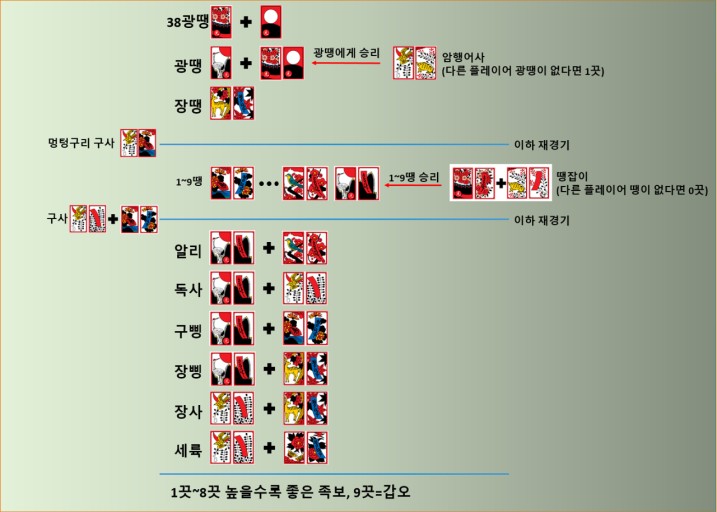 38광땡
광땡
광땡에게 승리
암행어사
(다른 플레이어 광땡이 없다면 1끗)
장땡
멍텅구리 구사
이하 재경기
1~9땡
1~9땡 승리
땡잡이
(다른 플레이어 땡이 없다면 0끗)
구사
이하 재경기
알리
독사
구삥
장삥
장사
세륙
1끗~8끗 높을수록 좋은 족보, 9끗=갑오